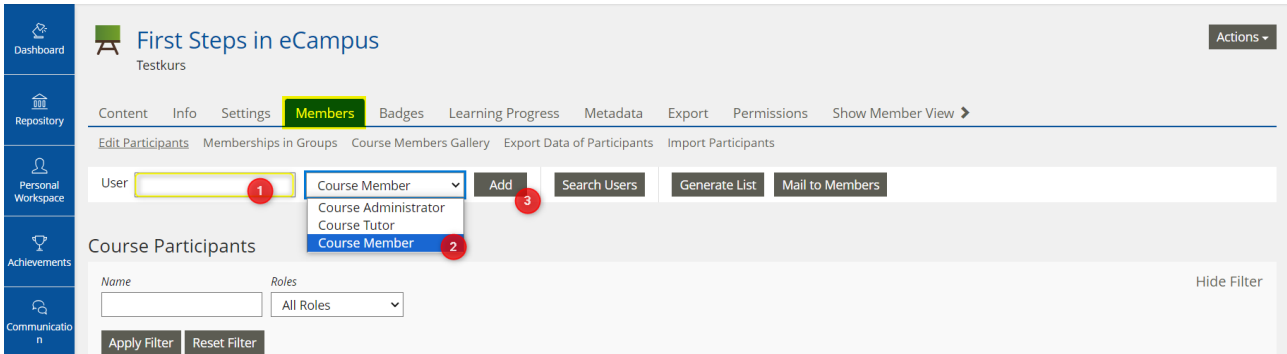 Dashboard
Repository
Personal
Workspace
Achievements
Communicatio
n
First Steps in eCampus
Testkurs
Actions
Content Info Settings Members Badges Learning Progress Metadata Export Permissions Show Member View
Edit Participants Memberships in Groups Course Members Gallery Export Data of Participants Import Participants
User 1 Course Member Add 3 Search Users Generate List Mail to Members
Course Administrator
Course Tutor
Course Member 2
Course Participants
Name Roles
Hide Filter
All Roles
Apply Filter Reset Filter